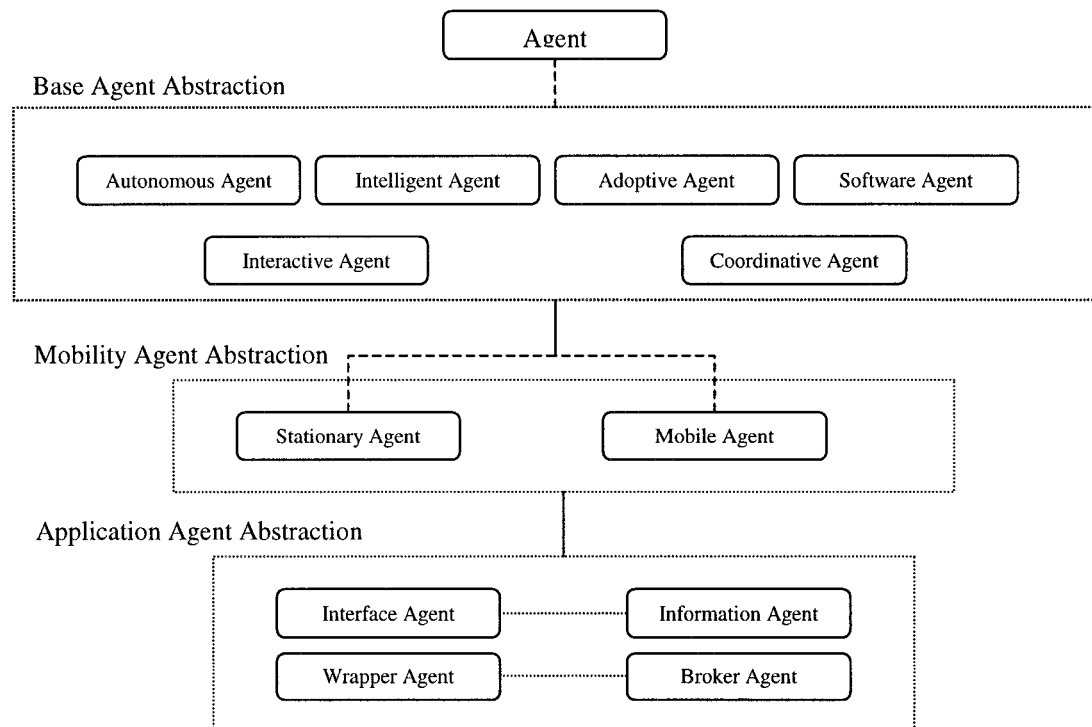 Agent
Base Agent Abstraction
Autonomous Agent
Intelligent Agent
Adoptive Agent
Software Agent
Interactive Agent
Coordinative Agent
Mobility Agent Abstraction
Stationary Agent
Mobile Agent
Application Agent Abstraction
Interface Agent
Information Agent
Wrapper Agent
Broker Agent